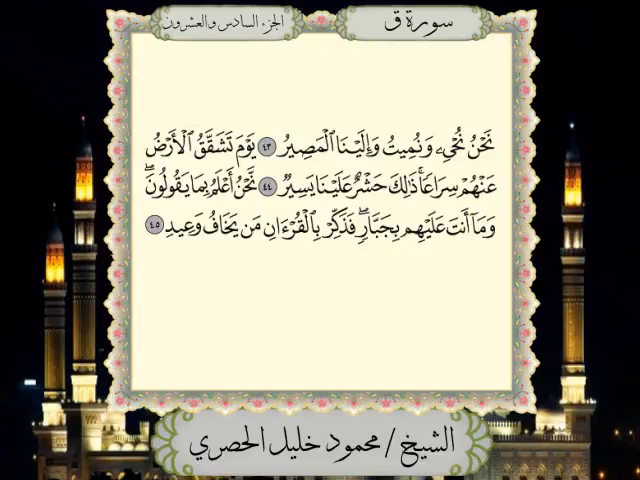 سورة ق
الجزء السادس والعشرون
نَحْنُ نُحْيِۦ وَنُمِيتُ وَإِلَيْنَا ٱلْمَصِيرُ ٤٣ يَوْمَ تَشَقَّقُ ٱلْأَرْضُ
عَنْهُمْ سِرَاعًا ۚ ذَٰلِكَ حَشْرٌ عَلَيْنَا يَسِيرٌ ٤٤ نَّحْنُ أَعْلَمُ بِمَا يَقُولُونَ ۖ
وَمَا أَنتَ عَلَيْهِم بِجَبَّارٍ ۖ فَذَكِّرْ بِٱلْقُرْءَانِ مَن يَخَافُ وَعِيدِ ٤٥
الشيخ / محمود خليل الحصري